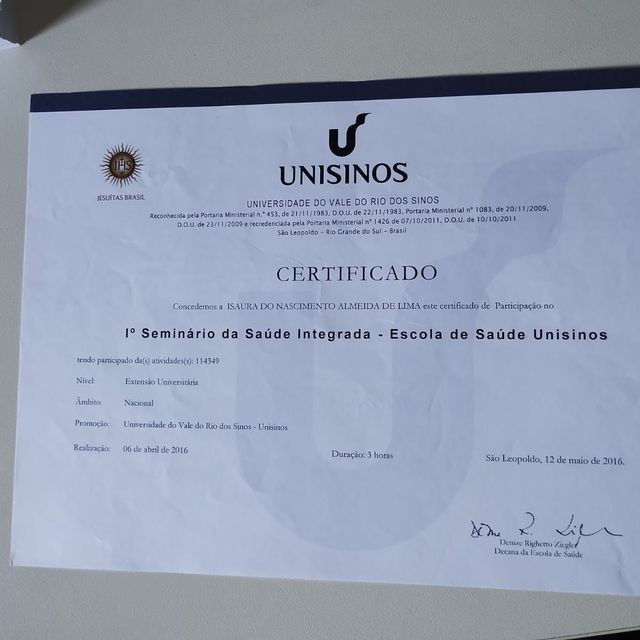 IHS
JESUÍTAS BRASIL
UNISINOS
UNIVERSIDADE DO VALE DO RIO DOS SINOS
Reconhecida pela Portaria Ministerial n.º 453, de 21/11/1983, D.O.U. de 22/11/1983, Portaria Ministerial nº 1083, de 20/11/2009,
D.O.U. de 23/11/2009 e recredenciada pela Portaria nº 1426 de 07/10/2011, D.O.U. de 10/10/2011
São Leopoldo - Rio Grande do Sul - Brasil
CERTIFICADO
Concedemos a ISAURA DO NASCIMENTO ALMEIDA DE LIMA este certificado de Participação no
Iº Seminário da Saúde Integrada - Escola de Saúde Unisinos
tendo participado da(s) atividades(s): 114349
Nível: Extensão Universitária
Âmbito: Nacional
Promoção: Universidade do Vale do Rio dos Sinos - Unisinos
Realização: 06 de abril de 2016
Duração: 3 horas
São Leopoldo, 12 de maio de 2016.
Denize Righetto Ziegler
Decana da Escola de Saúde